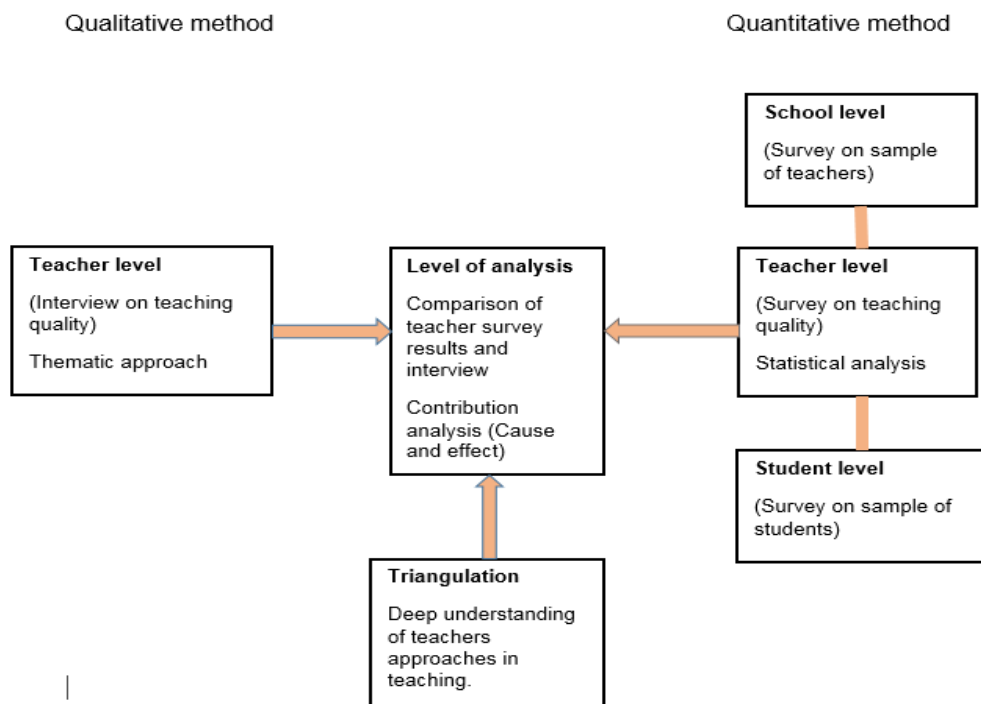 Qualitative method
Quantitative method
School level
(Survey on sample
of teachers)
Teacher level
(Interview on teaching
quality)
Thematic approach
Level of analysis
Comparison of
teacher survey
results and
interview
Contribution
analysis (Cause
and effect)
Teacher level
(Survey on teaching
quality)
Statistical analysis
Student level
(Survey on sample of
students)
Triangulation
Deep understanding
of teachers
approaches in
teaching.